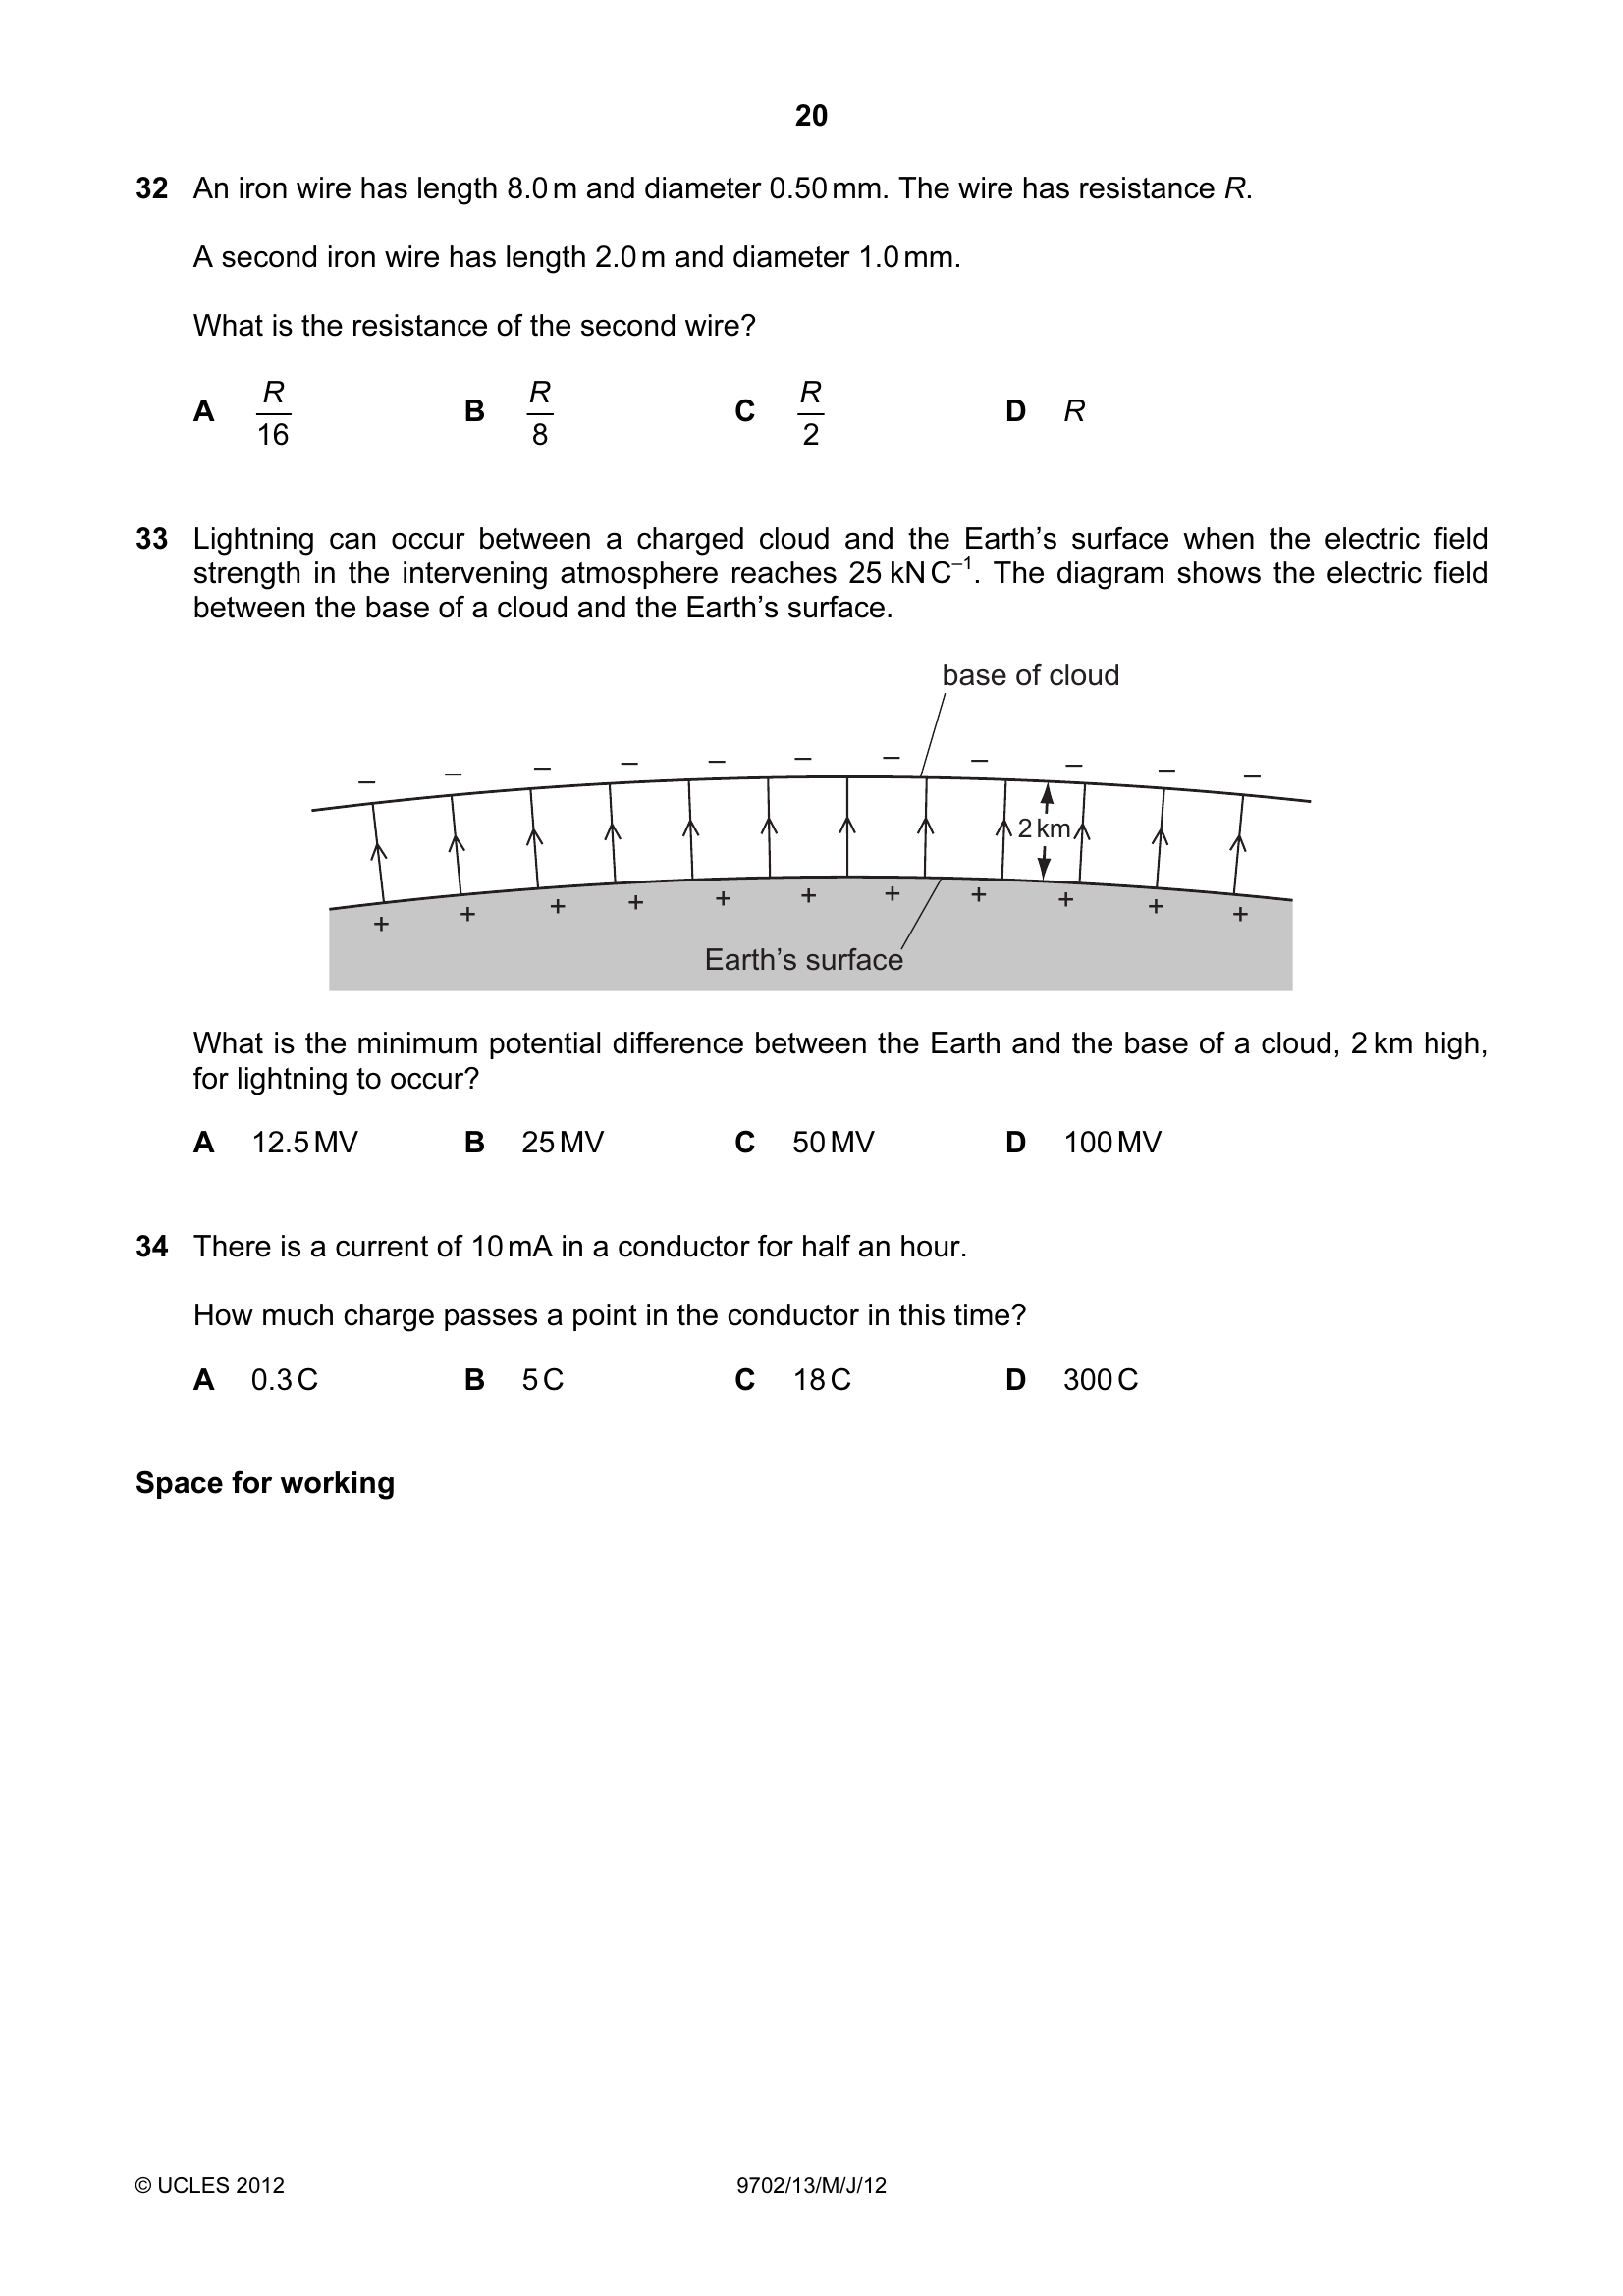 20
32 An iron wire has length 8.0 m and diameter 0.50 mm. The wire has resistance R.
A second iron wire has length 2.0 m and diameter 1.0 mm.
What is the resistance of the second wire?
A R/16 B R/8 C R/2 D R
33 Lightning can occur between a charged cloud and the Earth’s surface when the electric field
strength in the intervening atmosphere reaches 25 kN C⁻¹. The diagram shows the electric field
between the base of a cloud and the Earth’s surface.
base of cloud
– – – – – – – – – – –
2 km
+ + + + + + + + + + +
Earth’s surface
What is the minimum potential difference between the Earth and the base of a cloud, 2 km high,
for lightning to occur?
A 12.5 MV B 25 MV C 50 MV D 100 MV
34 There is a current of 10 mA in a conductor for half an hour.
How much charge passes a point in the conductor in this time?
A 0.3 C B 5 C C 18 C D 300 C
Space for working
© UCLES 2012 9702/13/M/J/12